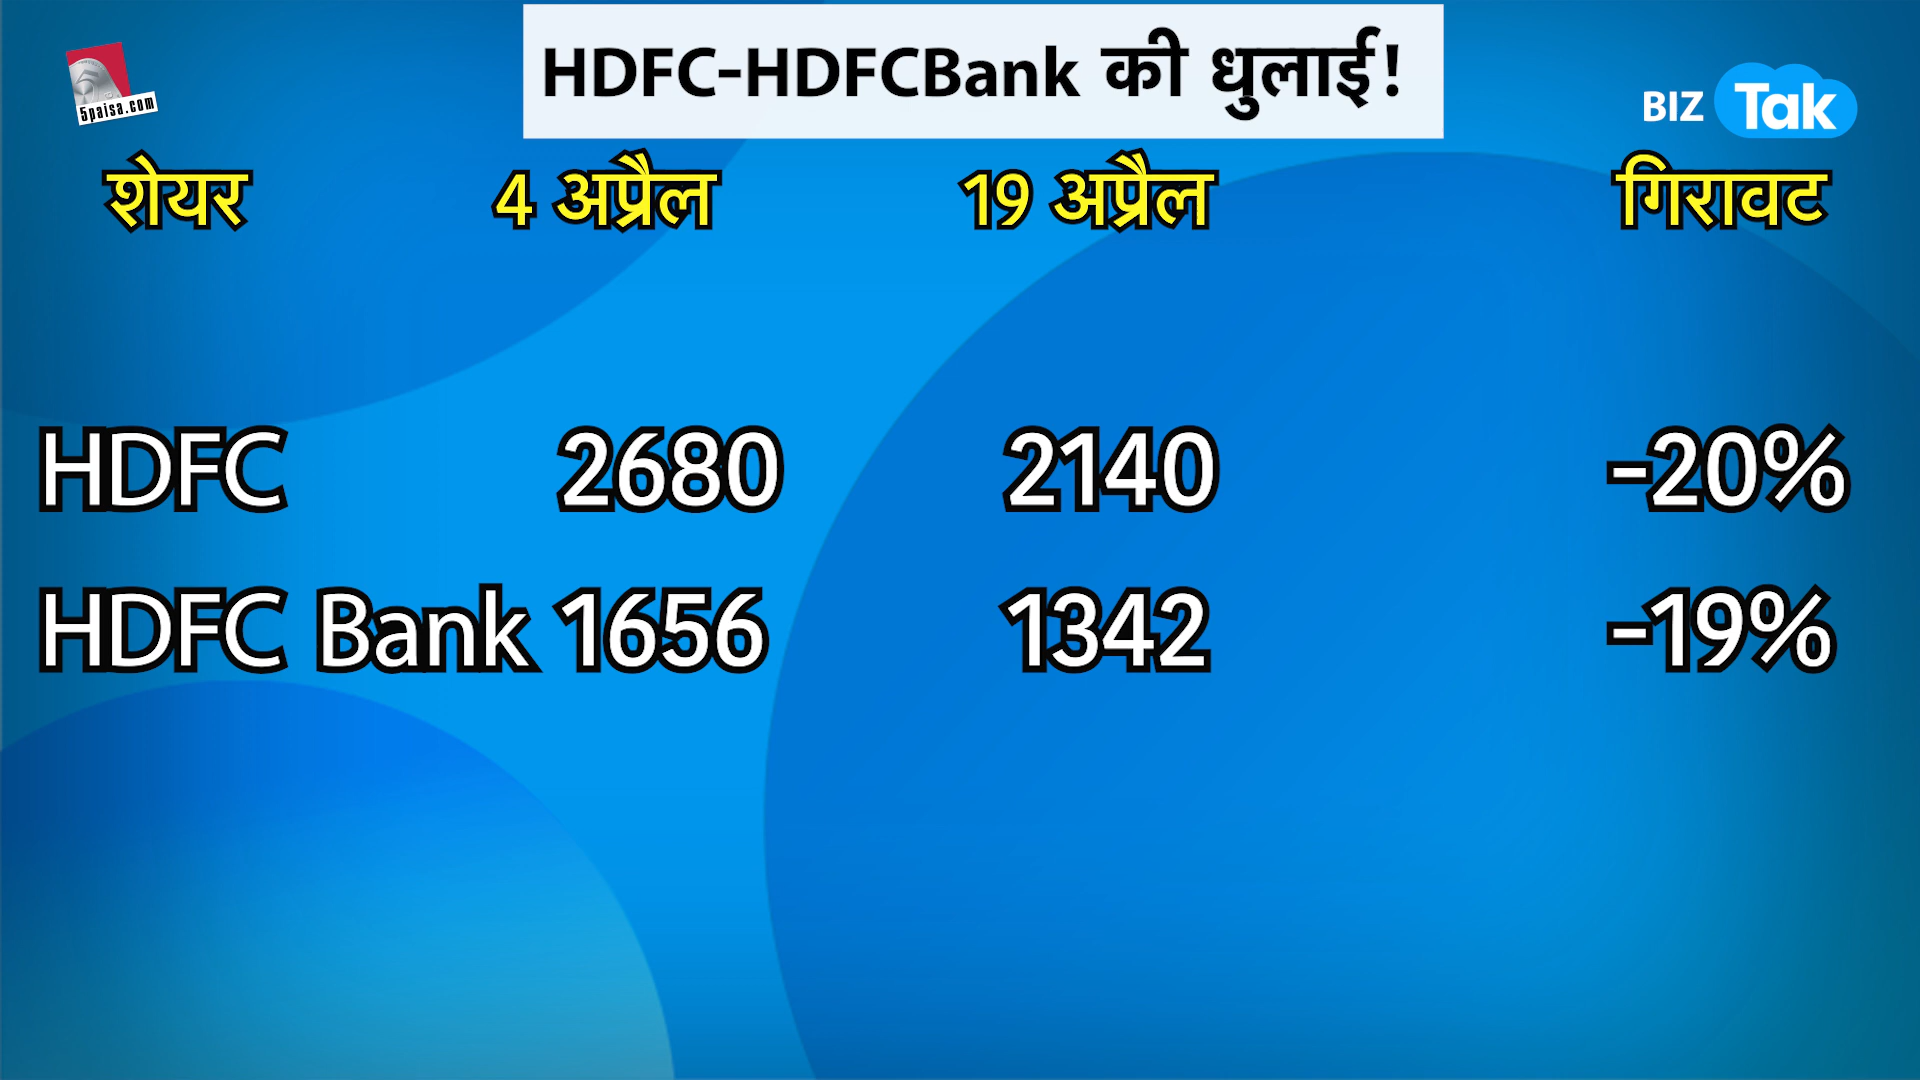 HDFC-HDFCBank की धुलाई!
5paisa.com
BIZ Tak
शेयर 4 अप्रैल 19 अप्रैल गिरावट
HDFC 2680 2140 -20%
HDFC Bank 1656 1342 -19%